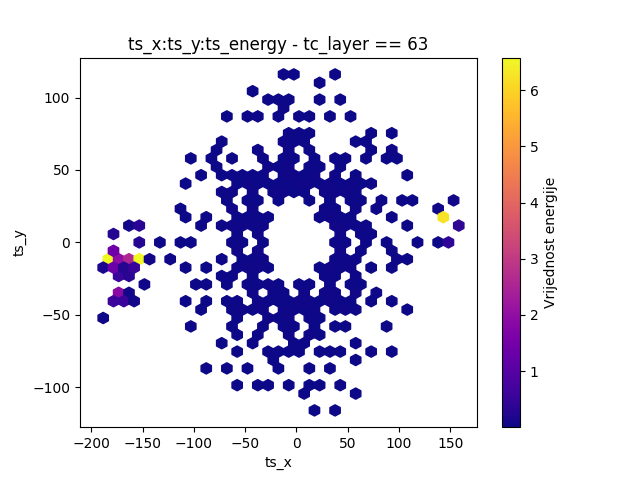 ts_x:ts_y:ts_energy - tc_layer == 63
ts_y
100
50
0
−50
−100
−200 −150 −100 −50 0 50 100 150
ts_x
6
5
4
3
2
1
Vrijednost energije